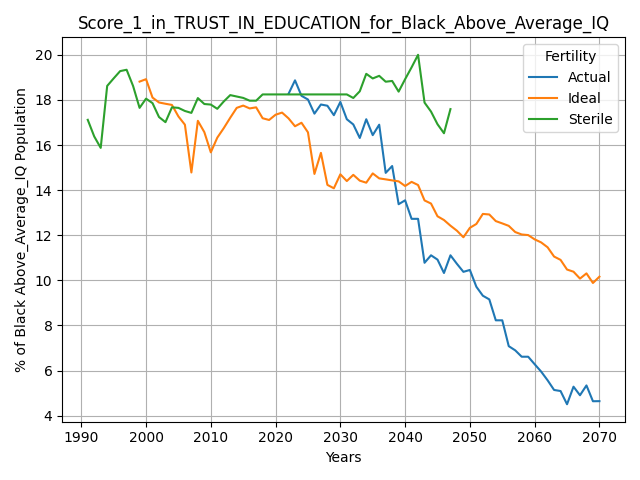 Score_1_in_TRUST_IN_EDUCATION_for_Black_Above_Average_IQ
% of Black Above_Average_IQ Population
20
18
16
14
12
10
8
6
4
Fertility
Actual
Ideal
Sterile
1990 2000 2010 2020 2030 2040 2050 2060 2070
Years